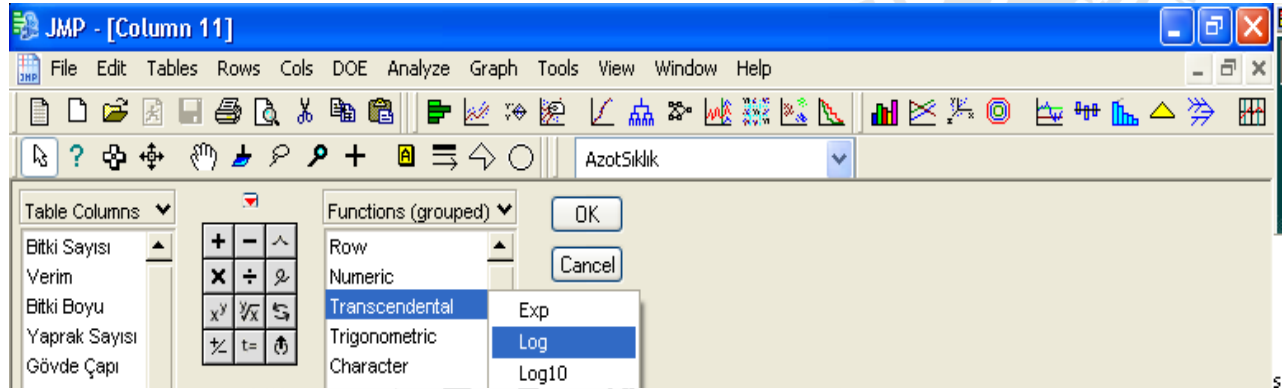 JMP - [Column 11]
File Edit Tables Rows Cols DOE Analyze Graph Tools View Window Help
AzotSıklık
Table Columns
Functions (grouped)
OK
Bitki Sayısı
Row
Verim
Numeric
Cancel
Bitki Boyu
Transcendental
Exp
Yaprak Sayısı
Trigonometric
Log
Gövde Çapı
Character
Log10